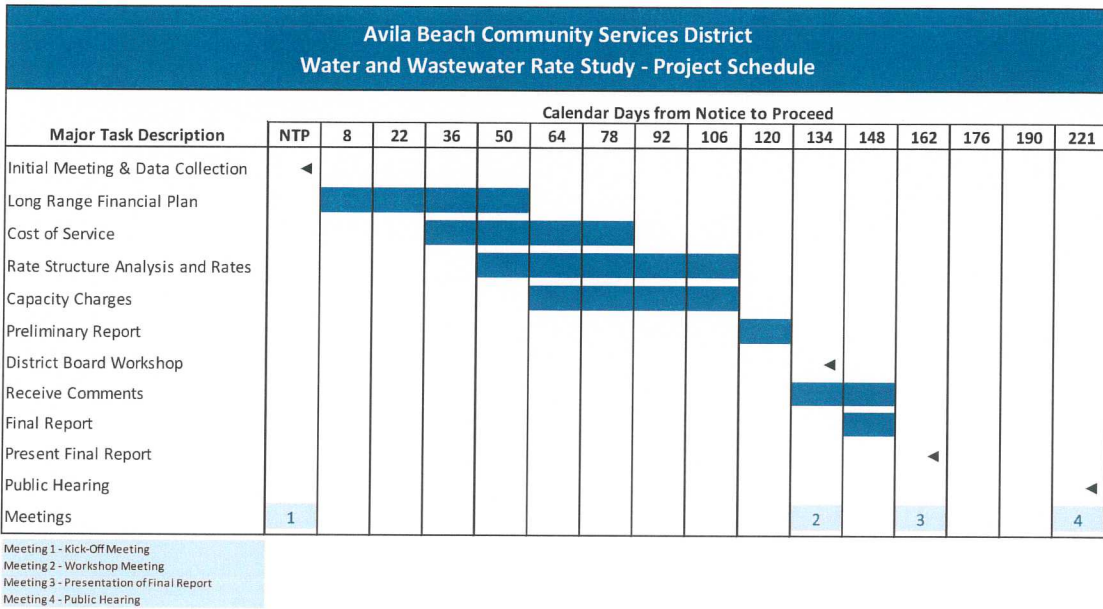 Avila Beach Community Services District
Water and Wastewater Rate Study - Project Schedule
Calendar Days from Notice to Proceed
Major Task Description NTP 8 22 36 50 64 78 92 106 120 134 148 162 176 190 221
Initial Meeting & Data Collection
Long Range Financial Plan
Cost of Service
Rate Structure Analysis and Rates
Capacity Charges
Preliminary Report
District Board Workshop
Receive Comments
Final Report
Present Final Report
Public Hearing
Meetings 1 2 3 4
Meeting 1 - Kick-Off Meeting
Meeting 2 - Workshop Meeting
Meeting 3 - Presentation of Final Report
Meeting 4 - Public Hearing